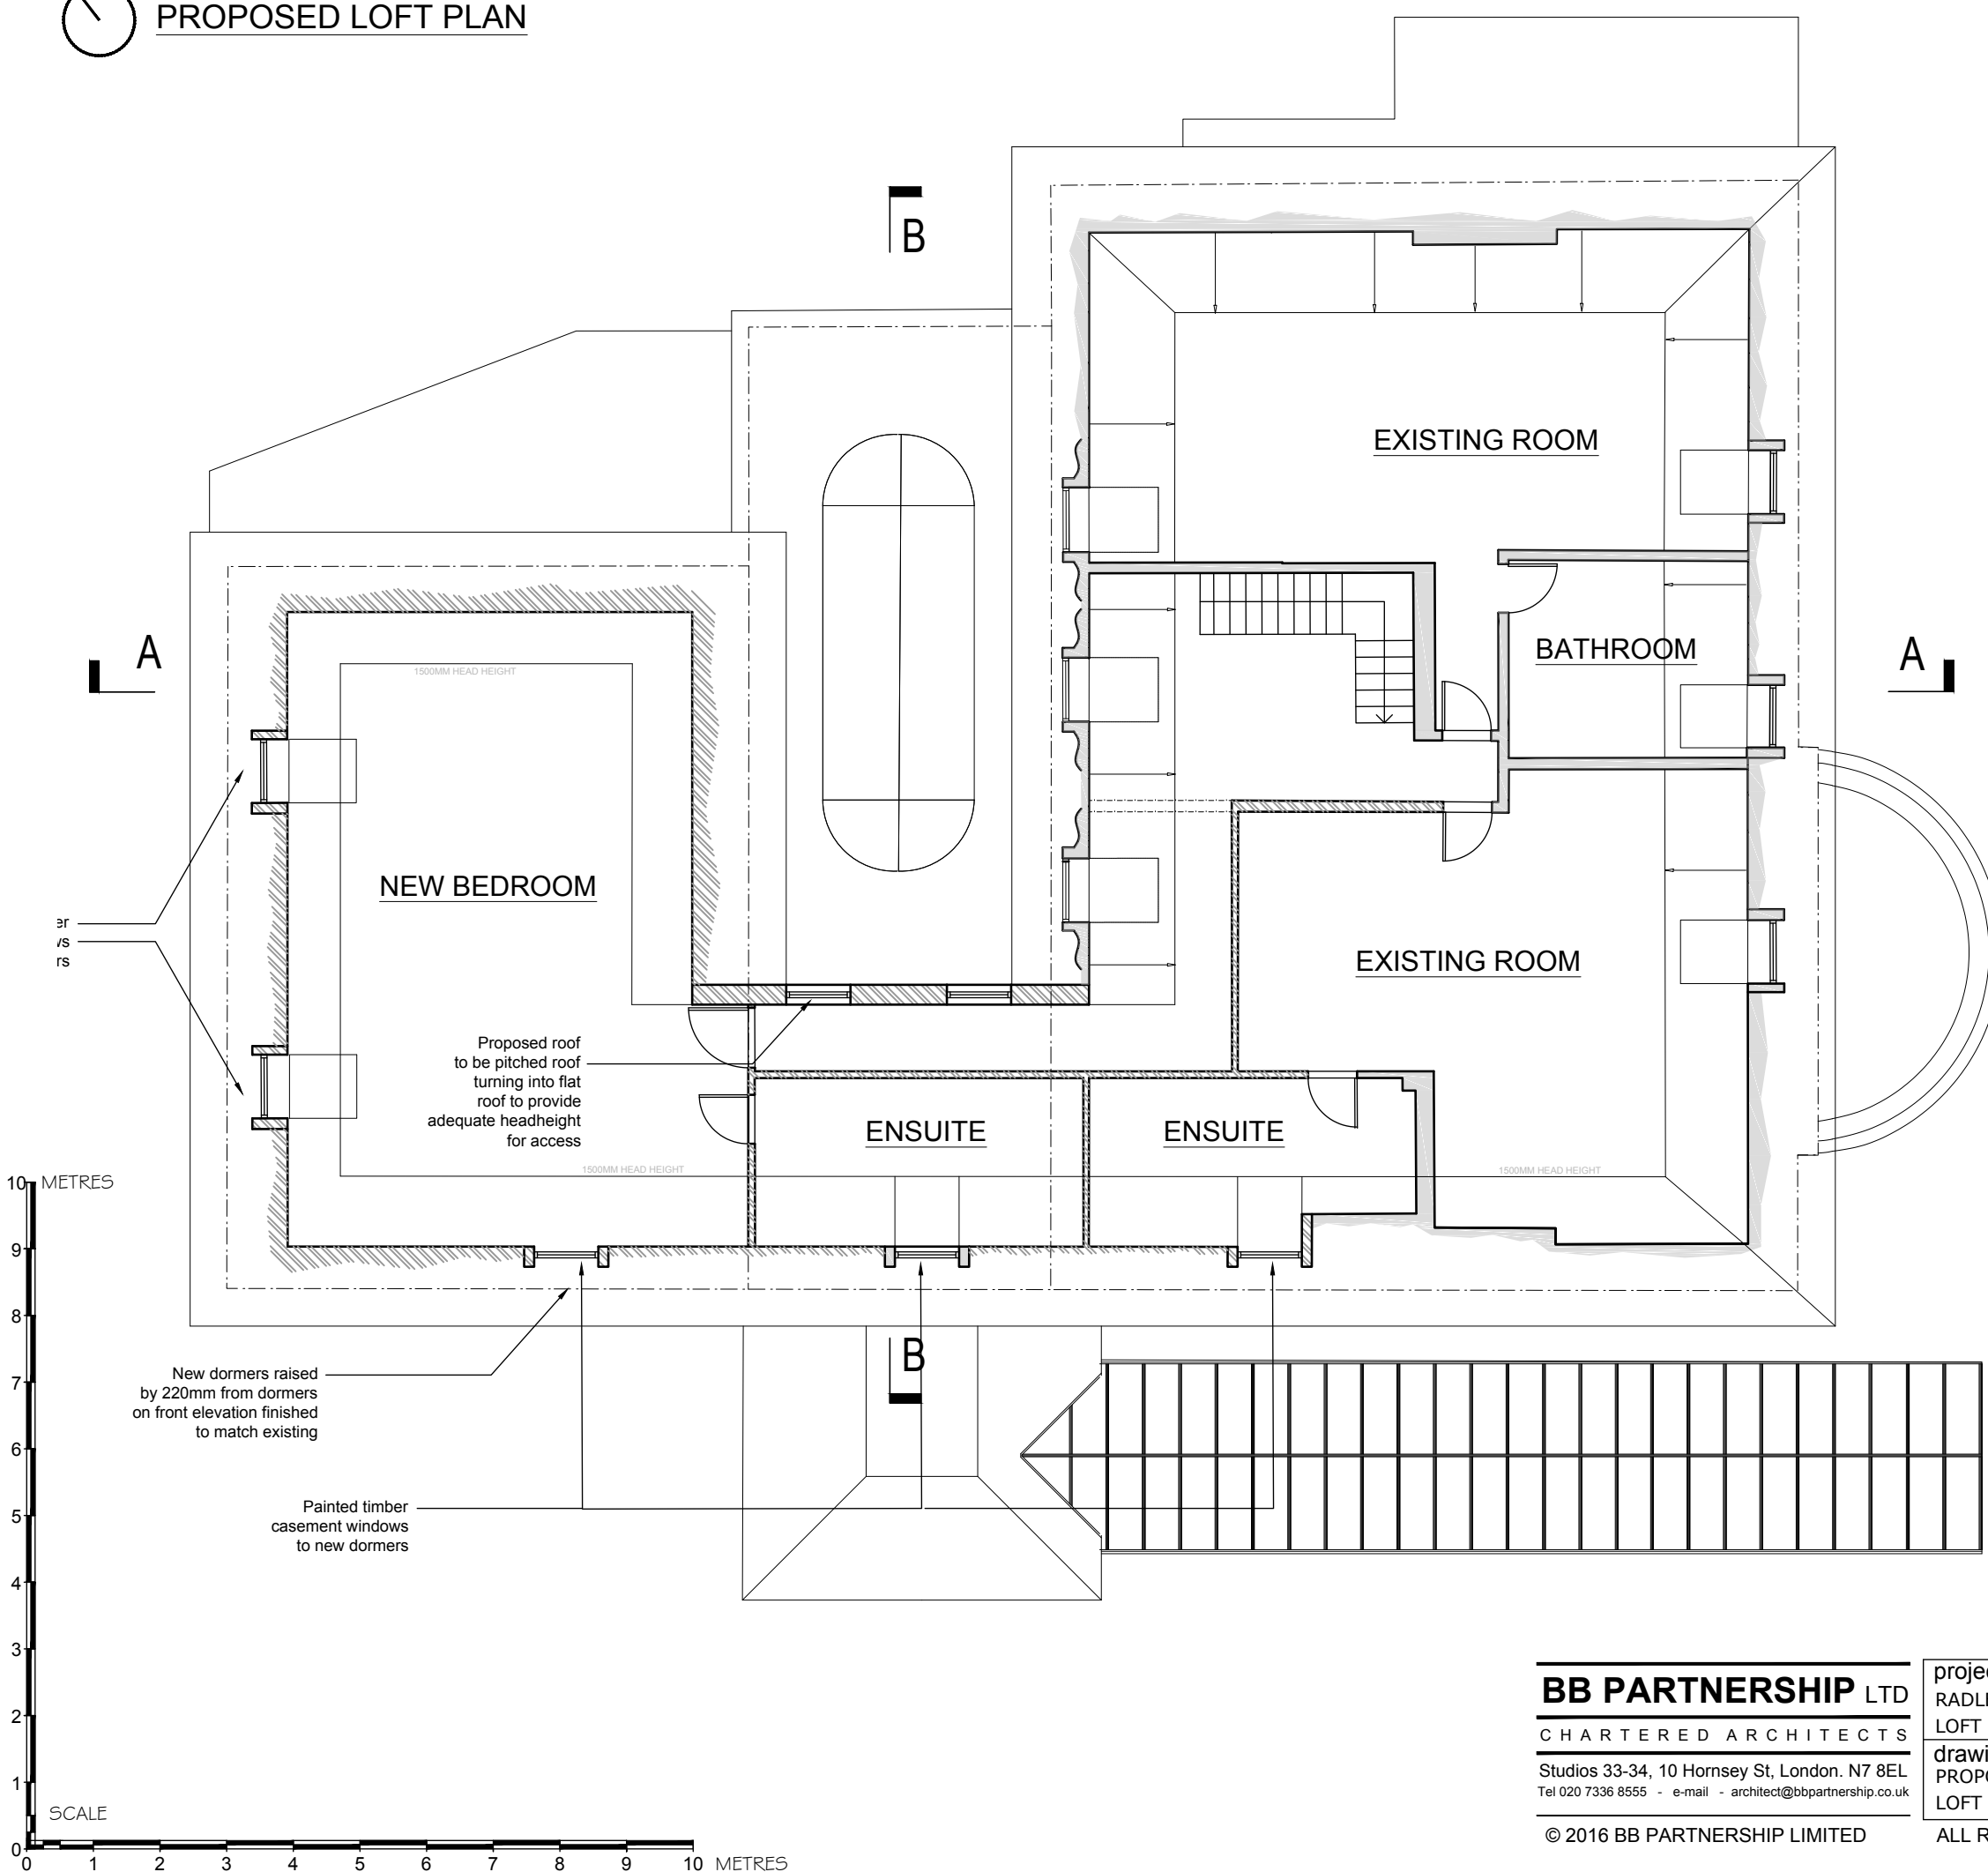 PROPOSED LOFT PLAN
B
EXISTING ROOM
A
BATHROOM
A
1500MM HEAD HEIGHT
NEW BEDROOM
EXISTING ROOM
er
rs
Proposed roof
to be pitched roof
turning into flat
roof to provide
adequate headheight
for access
ENSUITE
ENSUITE
1500MM HEAD HEIGHT
1500MM HEAD HEIGHT
10 METRES
9
8
B
New dormers raised
by 220mm from dormers
on front elevation finished
to match existing
7
6
Painted timber
casement windows
to new dormers
5
4
3
2
1
SCALE
0
0 1 2 3 4 5 6 7 8 9 10 METRES
BB PARTNERSHIP LTD
CHARTERED ARCHITECTS
Studios 33-34, 10 Hornsey St, London. N7 8EL
Tel 020 7336 8555 - e-mail - architect@bbpartnership.co.uk
© 2016 BB PARTNERSHIP LIMITED
LOFT
LOFT
ALL R